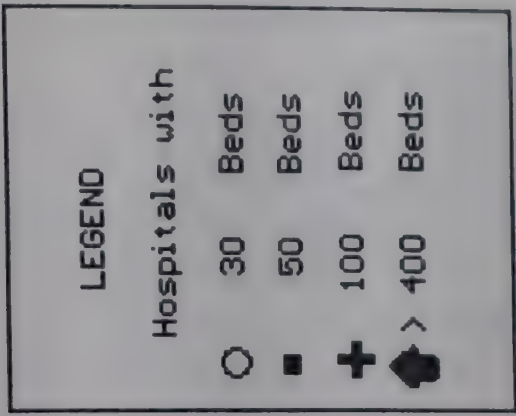 LEGEND
Hospitals with
30 Beds
50 Beds
100 Beds
> 400 Beds